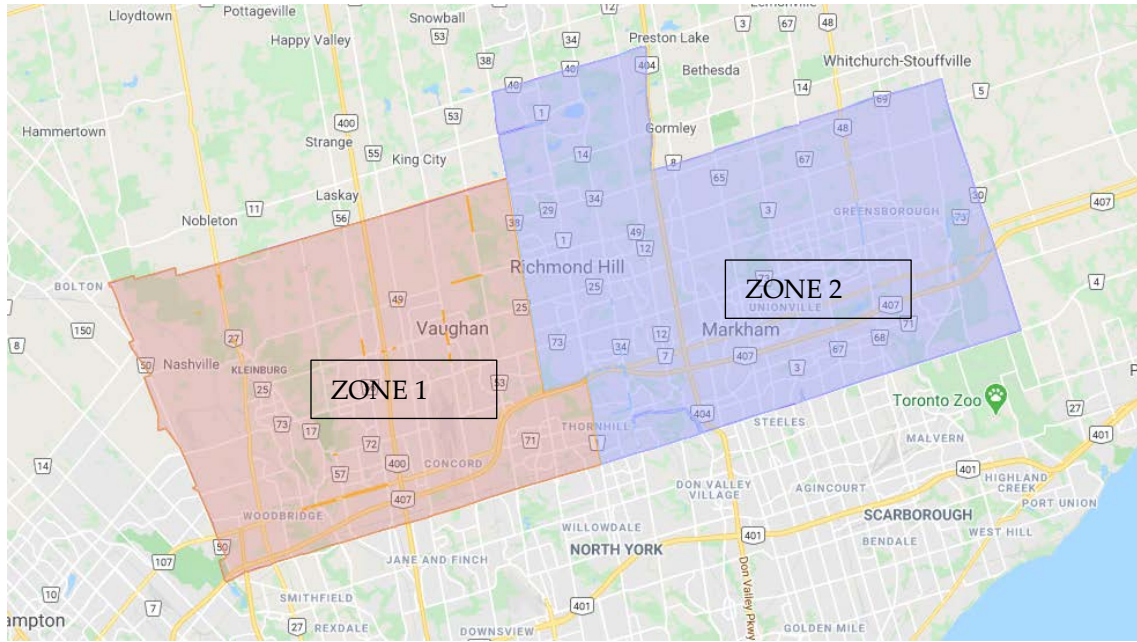 Lloydtown
Pottageville
Snowball
12
Lemonville
48
27
53
34
Preston Lake
3
67
Happy Valley
38
40
404
Bethesda
Whitchurch-Stouffville
40
14
69
5
Hammertown
400
53
1
Gormley
48
Strange
55
King City
14
8
67
65
Laskay
34
30
Nobleton
11
56
38
29
3
GREENSBOROUGH
73
407
1
49
12
Richmond Hill
BOLTON
25
73
ZONE 2
4
49
25
UNIONVILLE
407
150
Vaughan
Markham
71
8
27
73
34
12
7
407
67
68
50
Nashville
KLEINBURG
ZONE 1
53
3
25
Toronto Zoo
27
73
17
72
71
THORNHILL
1
404
STEELES
MALVERN
401
14
57
400
CONCORD
407
DON VALLEY
VILLAGE
AGINCOURT
401
HIGHLAND
CREEK
PORT UNION
WOODBRIDGE
WILLOWDALE
SCARBOROUGH
WEST HILL
50
NORTH YORK
401
BENDALE
107
JANE AND FINCH
Don Valley Pkwy
10
7
SMITHFIELD
401
ampton
27
REXDALE
DOWNSVIEW
GOLDEN MILE